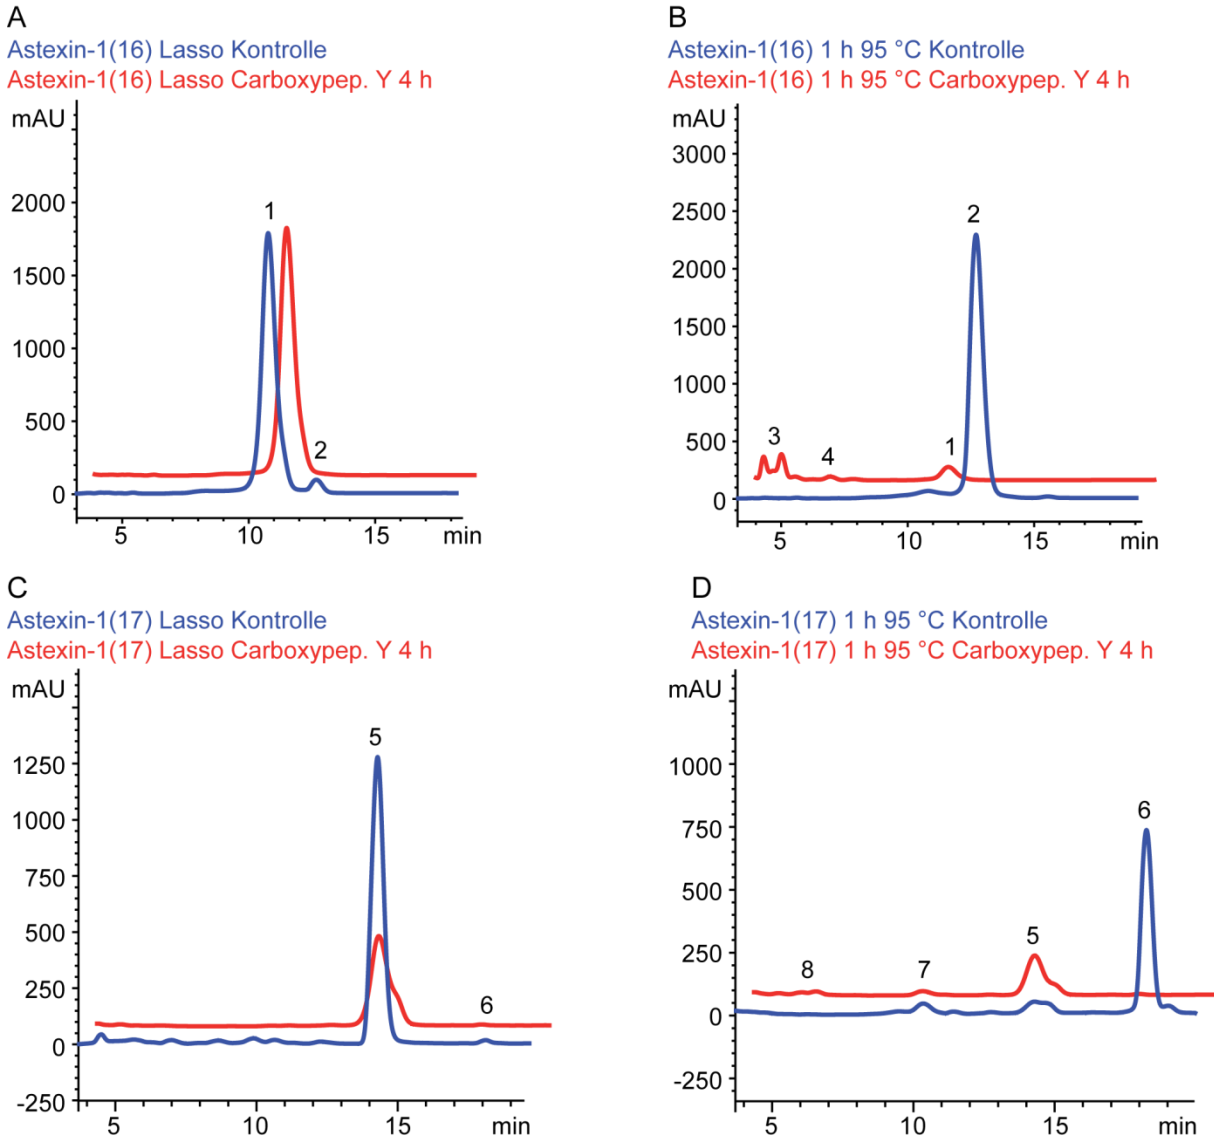 A
Astexin-1(16) Lasso Kontrolle
Astexin-1(16) Lasso Carboxypep. Y 4 h
mAU
2000
1500
1000
500
0
1
2
5
10
15
min
B
Astexin-1(16) 1 h 95 °C Kontrolle
Astexin-1(16) 1 h 95 °C Carboxypep. Y 4 h
mAU
3000
2500
2000
1500
1000
500
0
3
4
1
2
5
10
15
min
C
Astexin-1(17) Lasso Kontrolle
Astexin-1(17) Lasso Carboxypep. Y 4 h
mAU
1250
1000
750
500
250
0
-250
5
6
5
10
15
min
D
Astexin-1(17) 1 h 95 °C Kontrolle
Astexin-1(17) 1 h 95 °C Carboxypep. Y 4 h
mAU
1000
750
500
250
0
-250
8
7
5
6
5
10
15
min